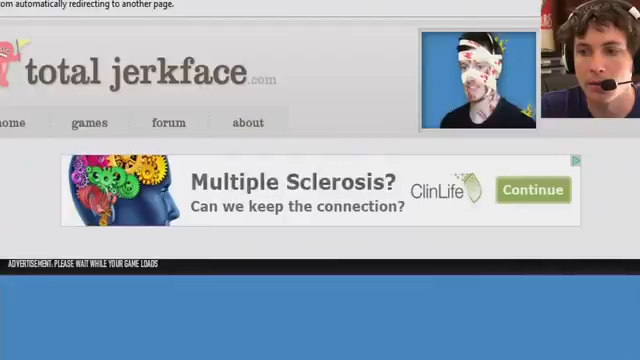 om automatically redirecting to another page.
total jerkface.com
ome games forum about
Multiple Sclerosis?
Can we keep the connection?
ClinLife
Continue
ADVERTISEMENT: PLEASE WAIT WHILE YOUR GAME LOADS